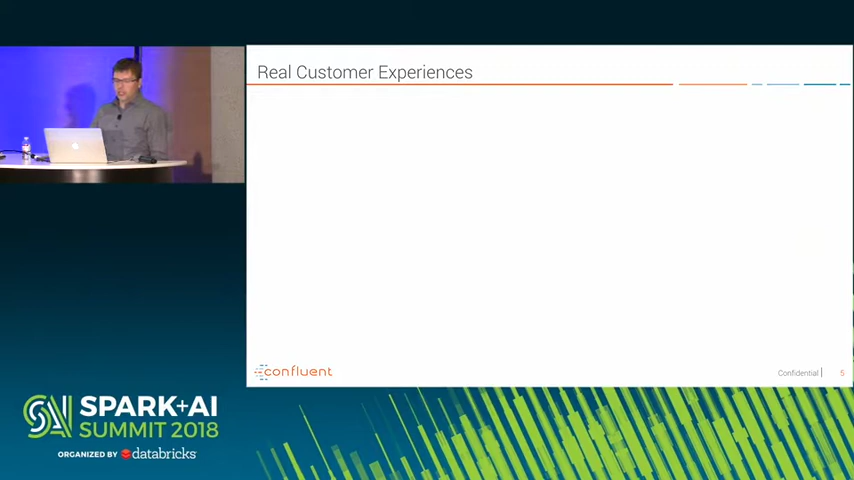 Real Customer Experiences
confluent
Confidential
5
SPARK+AI
SUMMIT 2018
ORGANIZED BY databricks